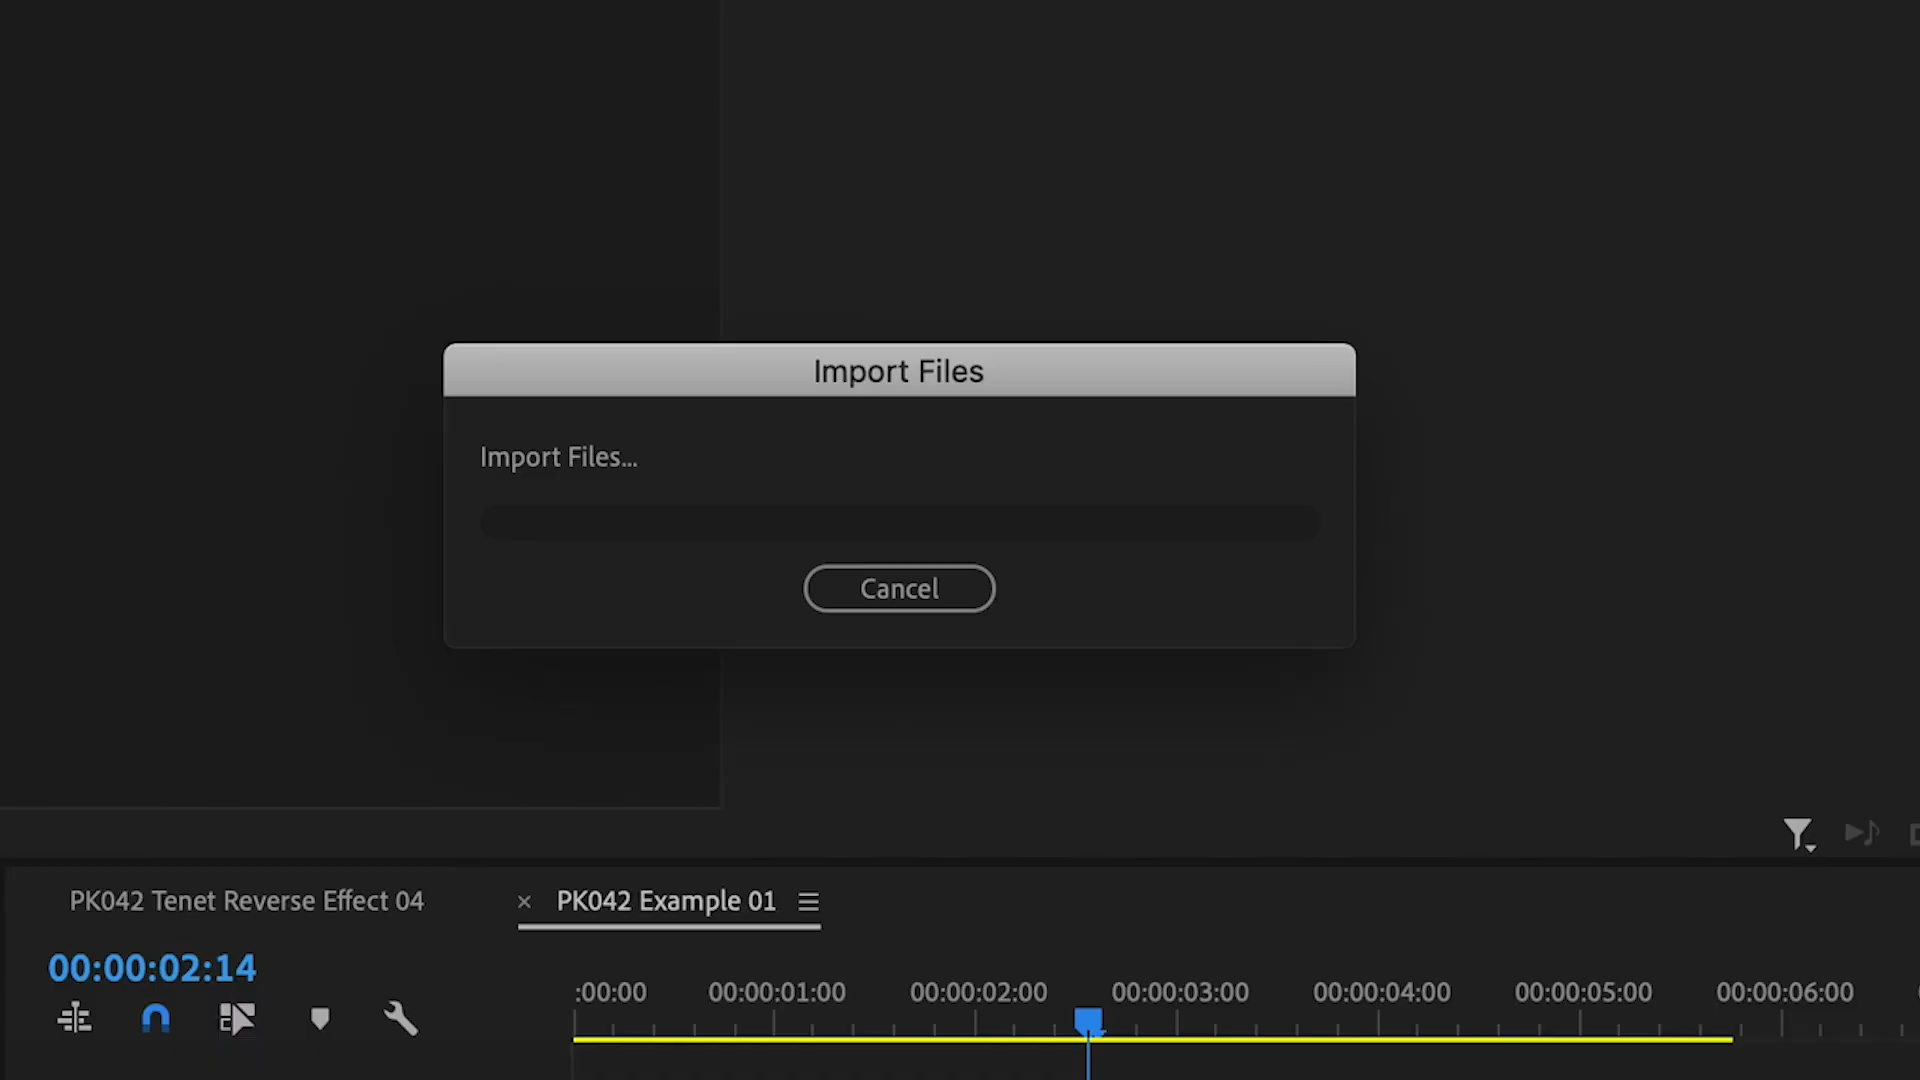 Import Files
Import Files...
Cancel
PK042 Tenet Reverse Effect 04
× PK042 Example 01
00:00:02:14
:00:00 00:00:01:00 00:00:02:00 00:00:03:00 00:00:04:00 00:00:05:00 00:00:06:00